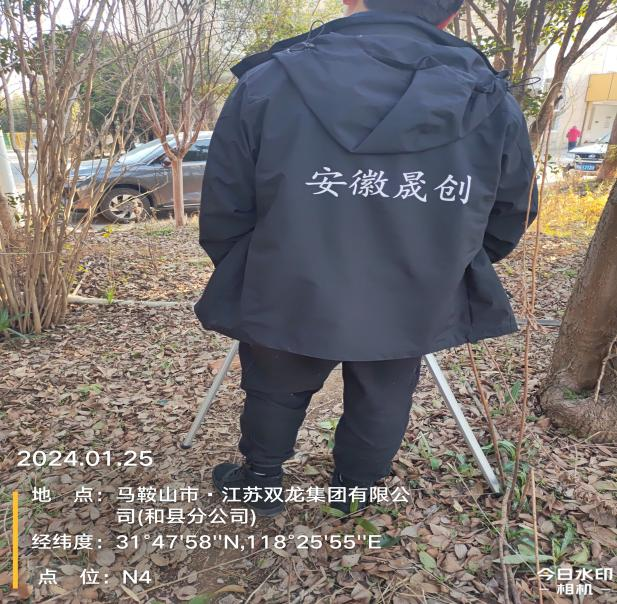 安徽晟创
2024.01.25
地 点：马鞍山市·江苏双龙集团有限公
司(和县分公司)
经纬度：31°47'58''N,118°25'55''E
点 位：N4
今日水印
相机